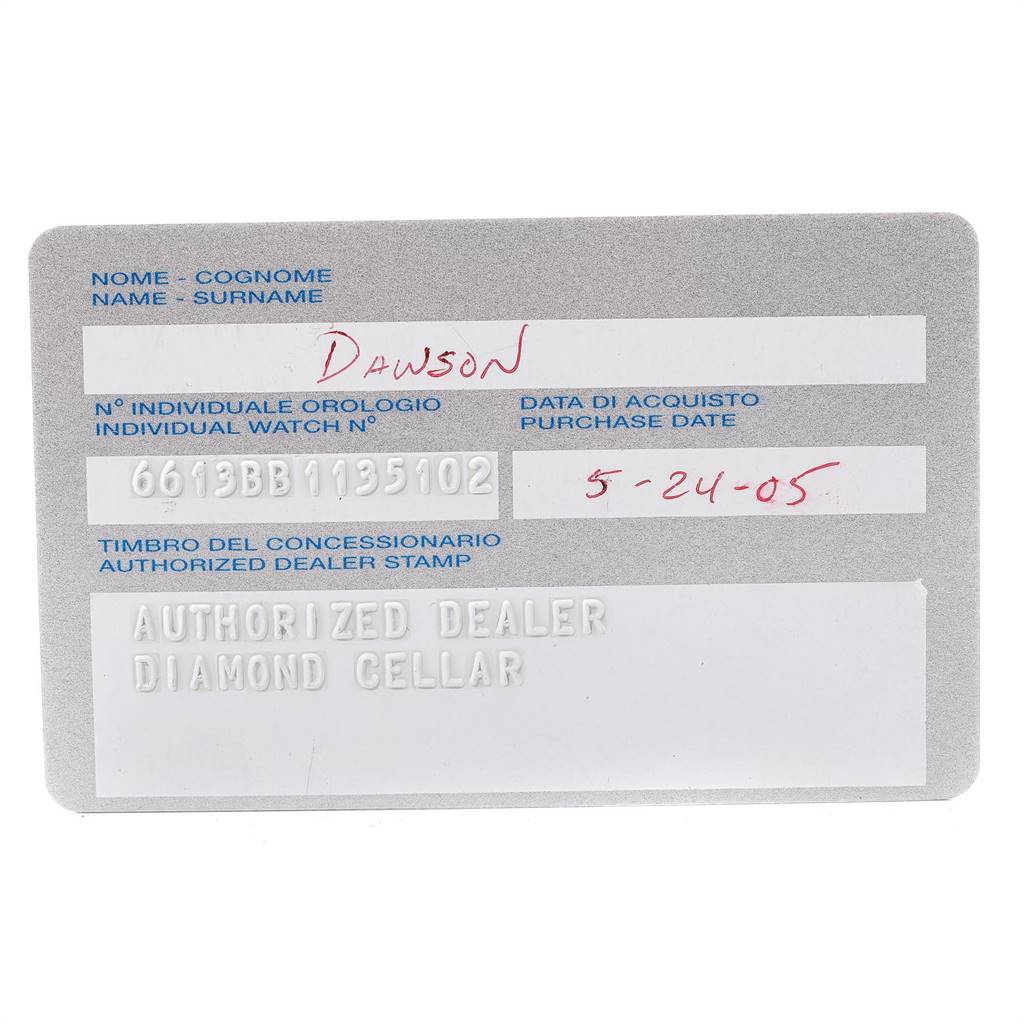 NOME - COGNOME
NAME - SURNAME
DAWSON
N° INDIVIDUALE OROLOGIO
INDIVIDUAL WATCH N°
6613BB1135102
DATA DI ACQUISTO
PURCHASE DATE
5-24-05
TIMBRO DEL CONCESSIONARIO
AUTHORIZED DEALER STAMP
AUTHORIZED DEALER
DIAMOND CELLAR